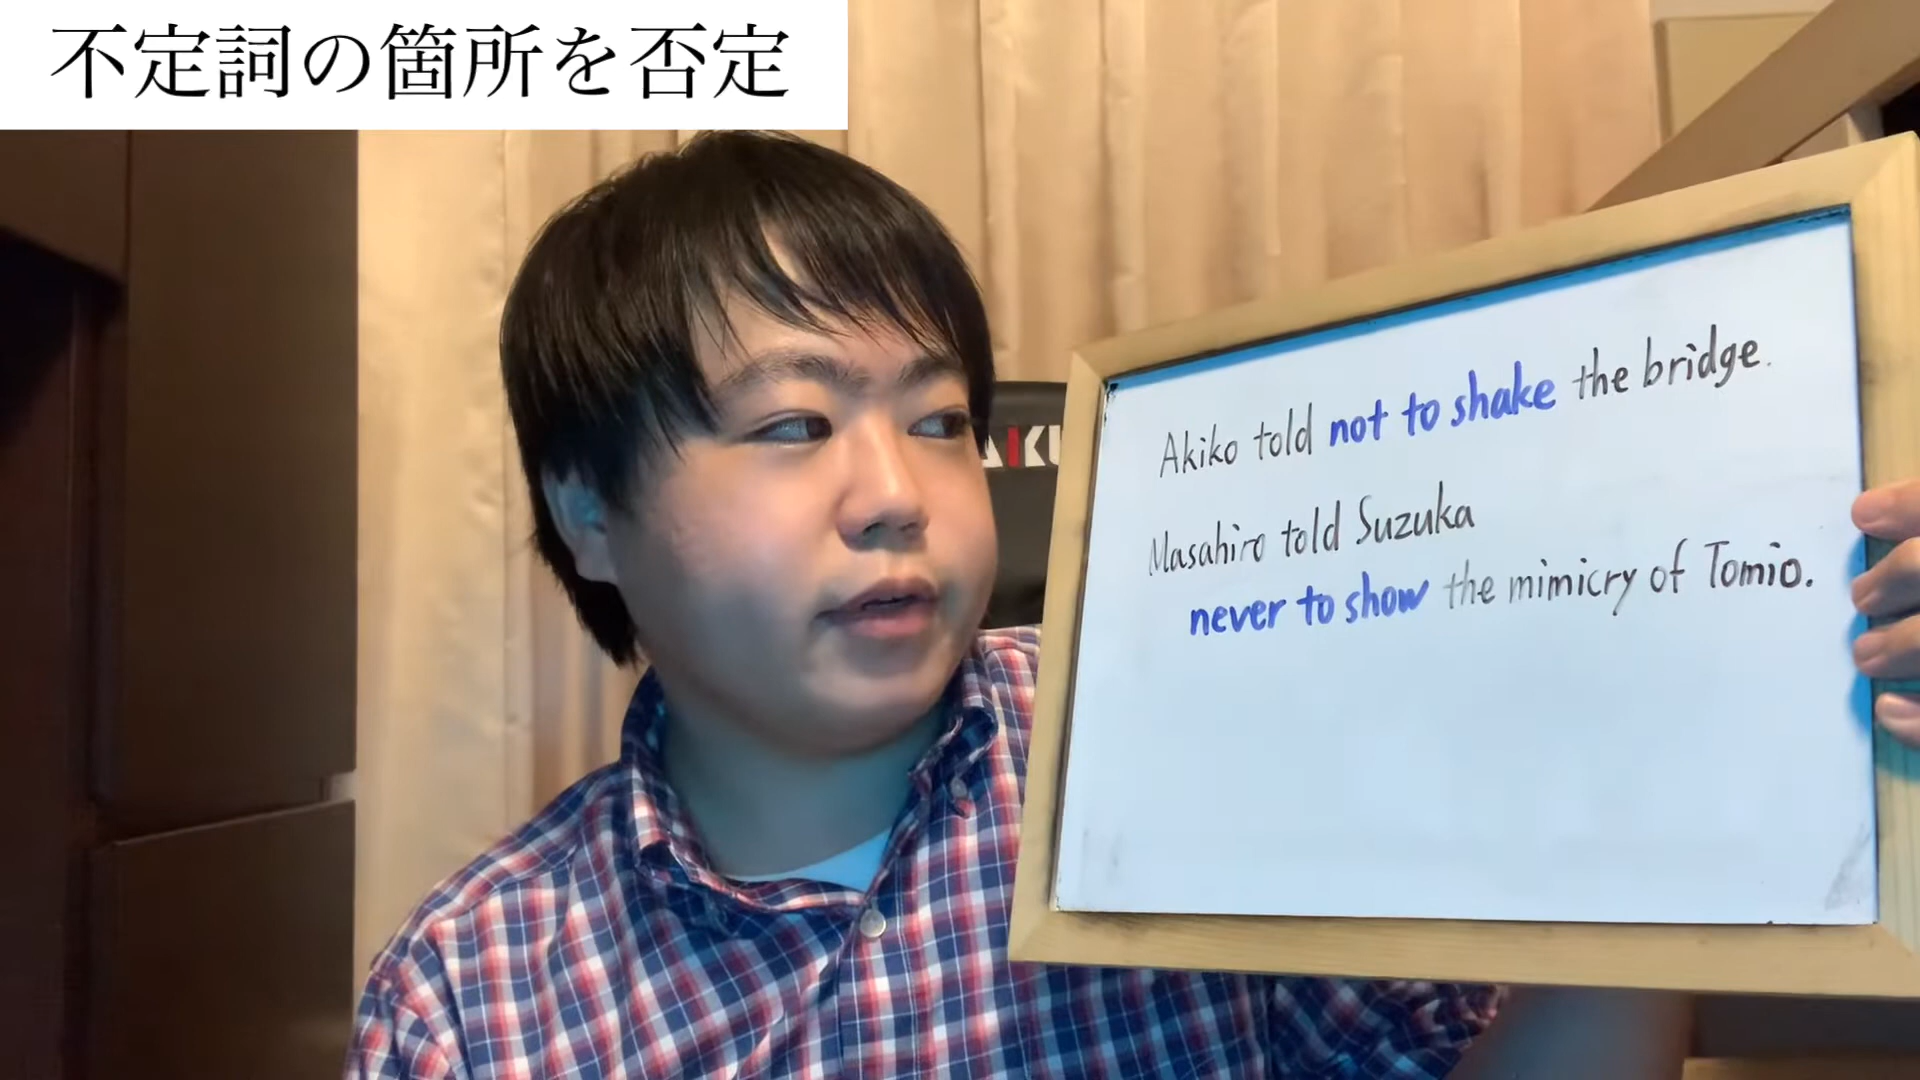 不定詞の箇所を否定
Akiko told not to shake the bridge.
Masahiro told Suzuka
never to show the mimicry of Tomio.